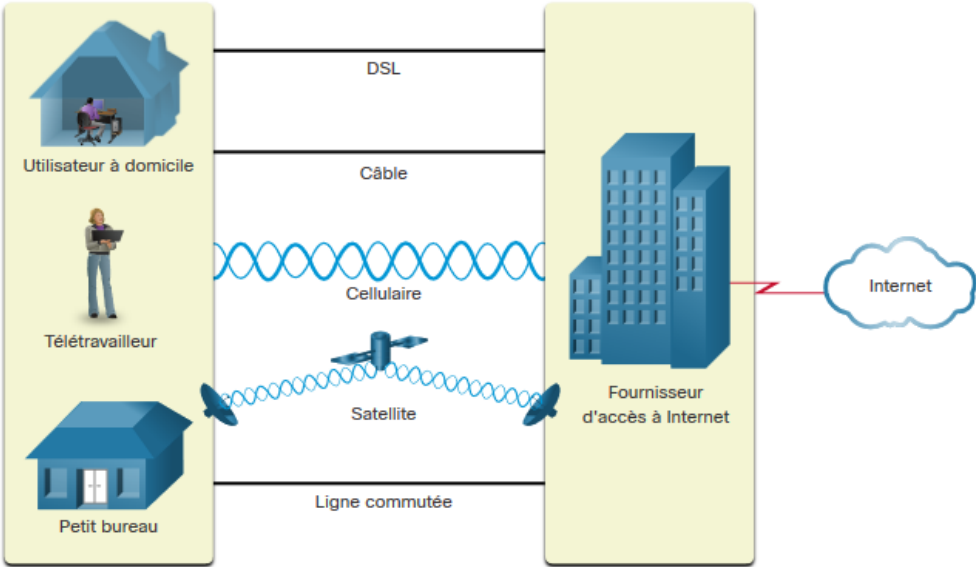 Utilisateur à domicile
Télétravailleur
Petit bureau
DSL
Câble
Cellulaire
Satellite
Ligne commutée
Fournisseur
d'accès à Internet
Internet